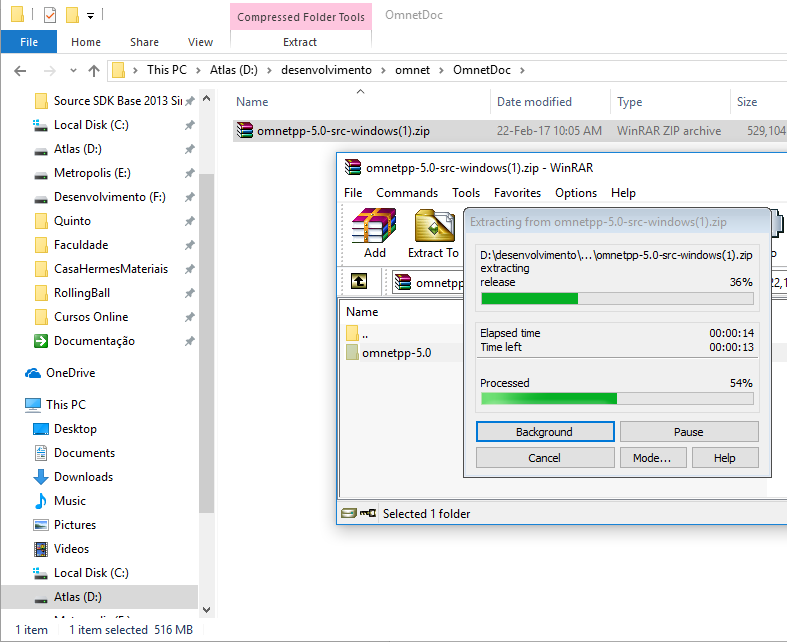 Compressed Folder Tools
OmnetDoc
File
Home
Share
View
Extract
This PC
Atlas (D:)
desenvolvimento
omnet
OmnetDoc
Source SDK Base 2013 Si
Local Disk (C:)
Atlas (D:)
Metropolis (E:)
Desenvolvimento (F:)
Quinto
Faculdade
CasaHermesMateriais
RollingBall
Cursos Online
Documentação
OneDrive
This PC
Desktop
Documents
Downloads
Music
Pictures
Videos
Local Disk (C:)
Atlas (D:)
Name
Date modified
Type
Size
omnetpp-5.0-src-windows(1).zip
22-Feb-17 10:05 AM
WinRAR ZIP archive
529,104
omnetpp-5.0-src-windows(1).zip - WinRAR
File
Commands
Tools
Favorites
Options
Help
Add
Extract To
omnetpp
Name
..
omnetpp-5.0
Selected 1 folder
Extracting from omnetpp-5.0-src-windows(1).zip
D:\desenvolvimento\...\omnetpp-5.0-src-windows(1).zip
extracting
release 36%
Elapsed time 00:00:14
Time left 00:00:13
Processed 54%
Background
Pause
Cancel
Mode...
Help
1 item
1 item selected 516 MB